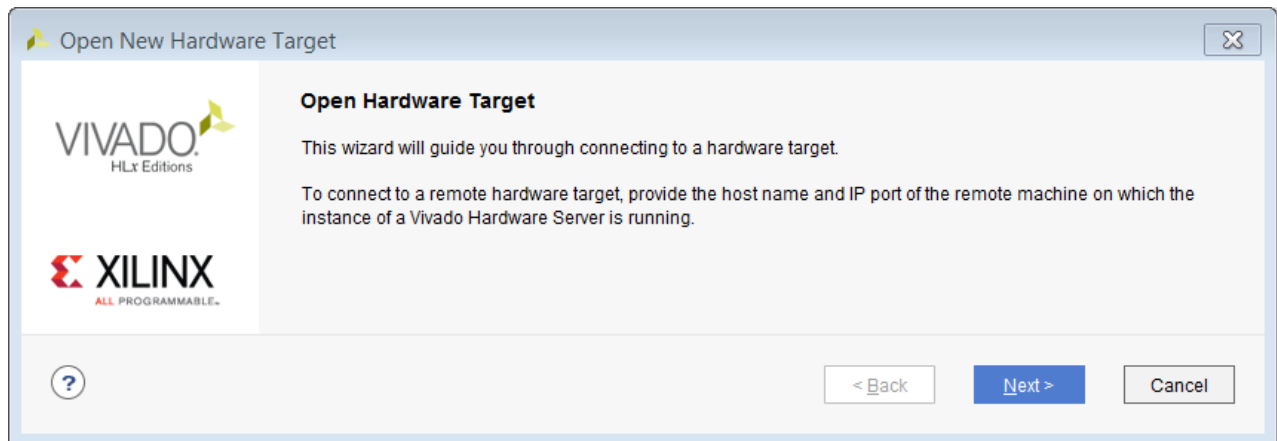 Open New Hardware Target
VIVADO.
HLx Editions
XILINX
ALL PROGRAMMABLE™
Open Hardware Target
This wizard will guide you through connecting to a hardware target.
To connect to a remote hardware target, provide the host name and IP port of the remote machine on which the
instance of a Vivado Hardware Server is running.
?
< Back
Next >
Cancel